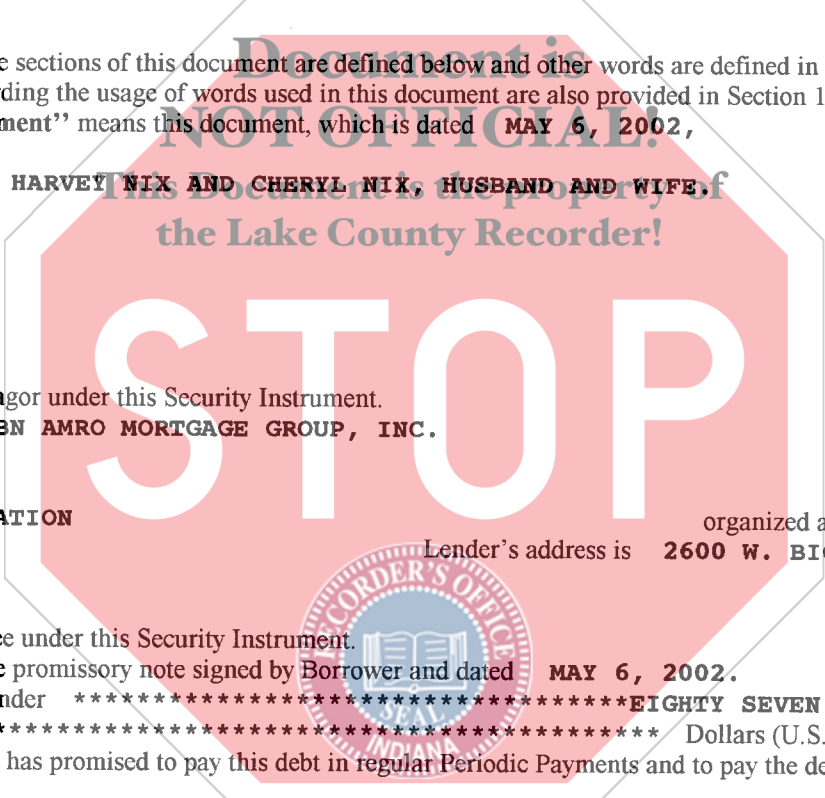 Document is
e sections of this document are defined below and other words are defined in
ding the usage of words used in this document are also provided in Section 1
NOT OFFICIAL!
ment” means this document, which is dated MAY 6, 2002,
This Document is the property of
HARVEY NIX AND CHERYL NIX, HUSBAND AND WIFE.
the Lake County Recorder!
STOP
agor under this Security Instrument.
BN AMRO MORTGAGE GROUP, INC.
ATION
organized a
Lender’s address is 2600 W. BIG
RECORDER'S OFFICE
ee under this Security Instrument.
e promissory note signed by Borrower and dated MAY 6, 2002.
nder ************************************EIGHTY SEVEN
SEAL
******************************************* Dollars (U.S.
INDIANA
has promised to pay this debt in regular Periodic Payments and to pay the de